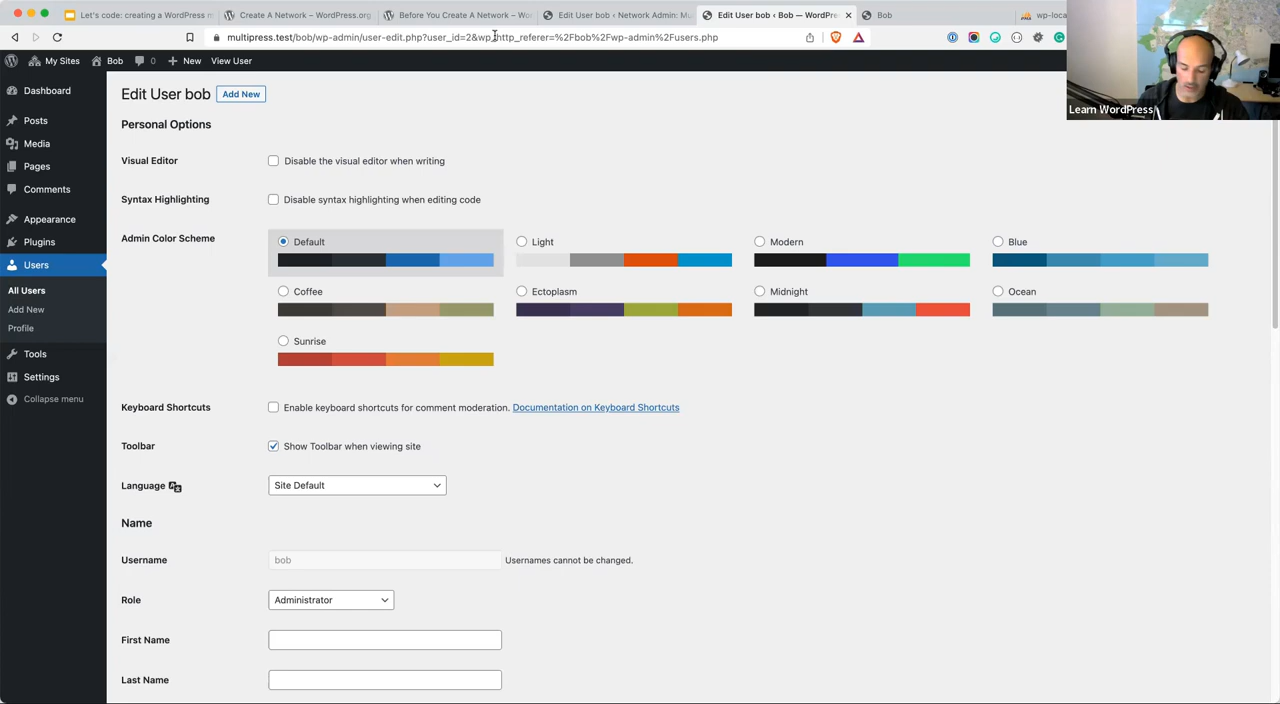 Let's code: creating a WordPress m
Create A Network – WordPress.org
Before You Create A Network – Wo
Edit User bob ‹ Network Admin: Mu
Edit User bob ‹ Bob — WordPre
Bob
wp-loca
multipress.test/bob/wp-admin/user-edit.php?user_id=2&wp_http_referer=%2Fbob%2Fwp-admin%2Fusers.php
My Sites
Bob
0
New
View User
Learn WordPress
Dashboard
Posts
Media
Pages
Comments
Appearance
Plugins
Users
All Users
Add New
Profile
Tools
Settings
Collapse menu
Edit User bob
Add New
Personal Options
Visual Editor
Disable the visual editor when writing
Syntax Highlighting
Disable syntax highlighting when editing code
Admin Color Scheme
Default
Light
Modern
Blue
Coffee
Ectoplasm
Midnight
Ocean
Sunrise
Keyboard Shortcuts
Enable keyboard shortcuts for comment moderation. Documentation on Keyboard Shortcuts
Toolbar
Show Toolbar when viewing site
Language
Site Default
Name
Username
bob
Usernames cannot be changed.
Role
Administrator
First Name
Last Name